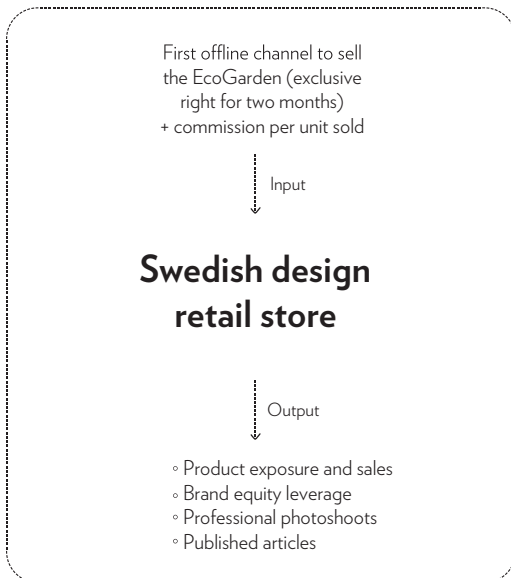 First offline channel to sell
the EcoGarden (exclusive
right for two months)
+ commission per unit sold
Input
Swedish design
retail store
Output
◦ Product exposure and sales
◦ Brand equity leverage
◦ Professional photoshoots
◦ Published articles